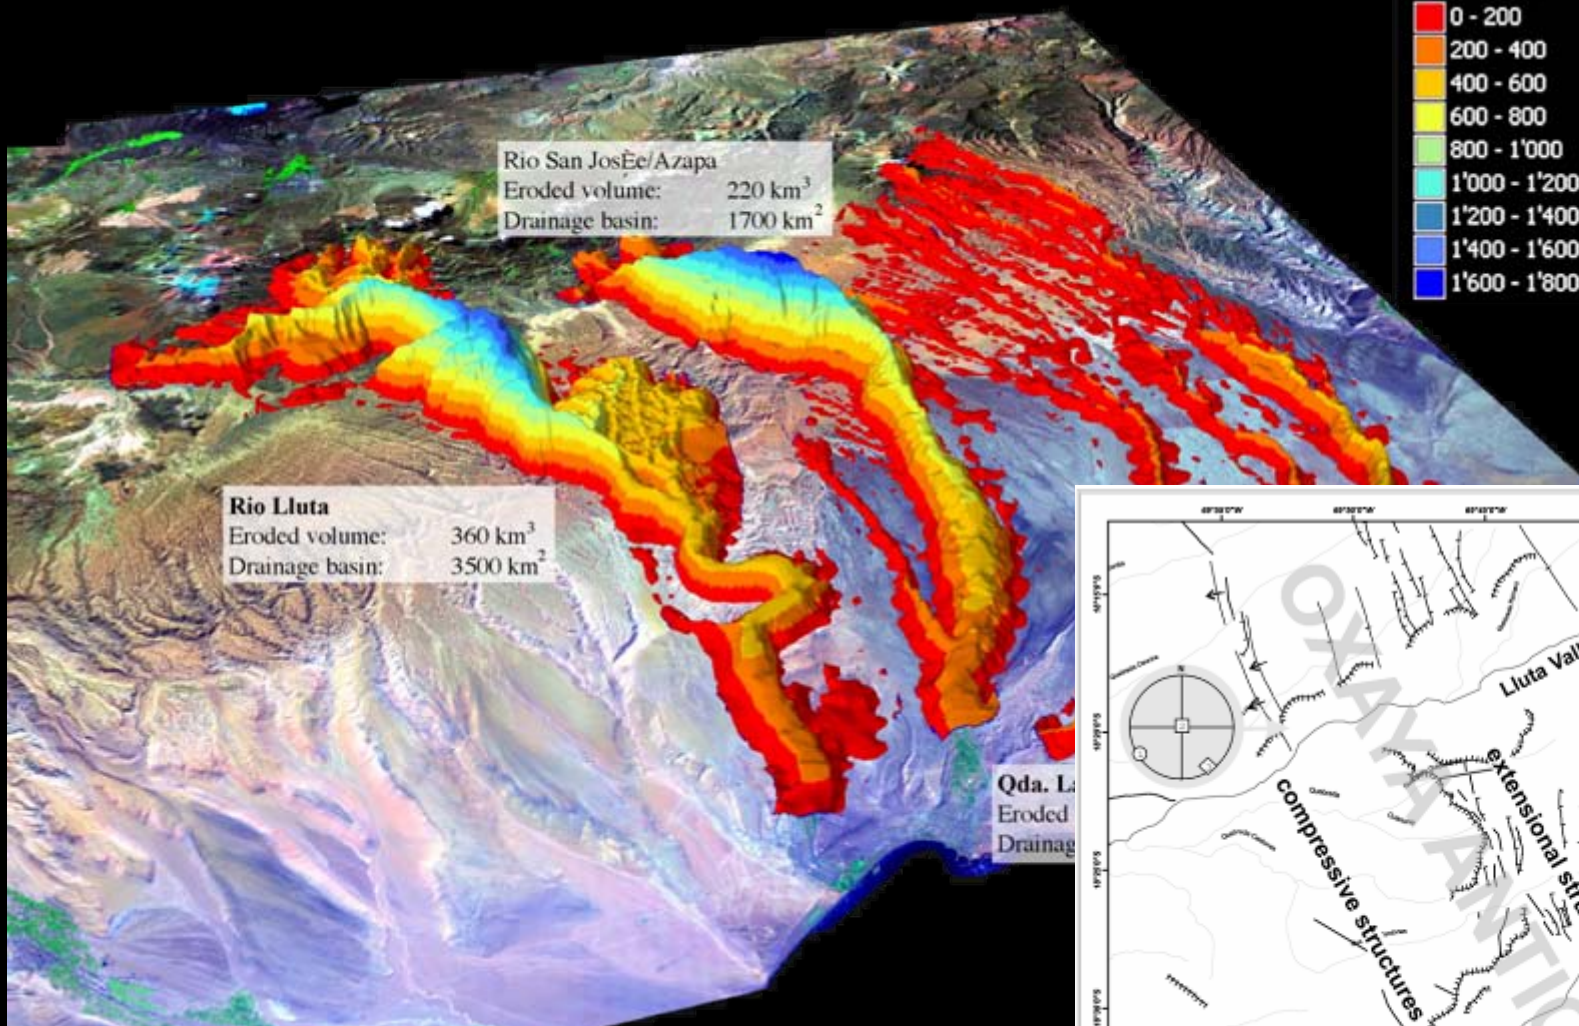 0 - 200
200 - 400
400 - 600
600 - 800
800 - 1'000
1'000 - 1'200
1'200 - 1'400
1'400 - 1'600
1'600 - 1'800
Rio San JosÈe/Azapa
Eroded volume: 220 km³
Drainage basin: 1700 km²
Rio Lluta
Eroded volume: 360 km³
Drainage basin: 3500 km²
Qda. La
Eroded
Drainag
N
OXAYA ANTIC
Lluta Vall
extensional stru
compressive structures